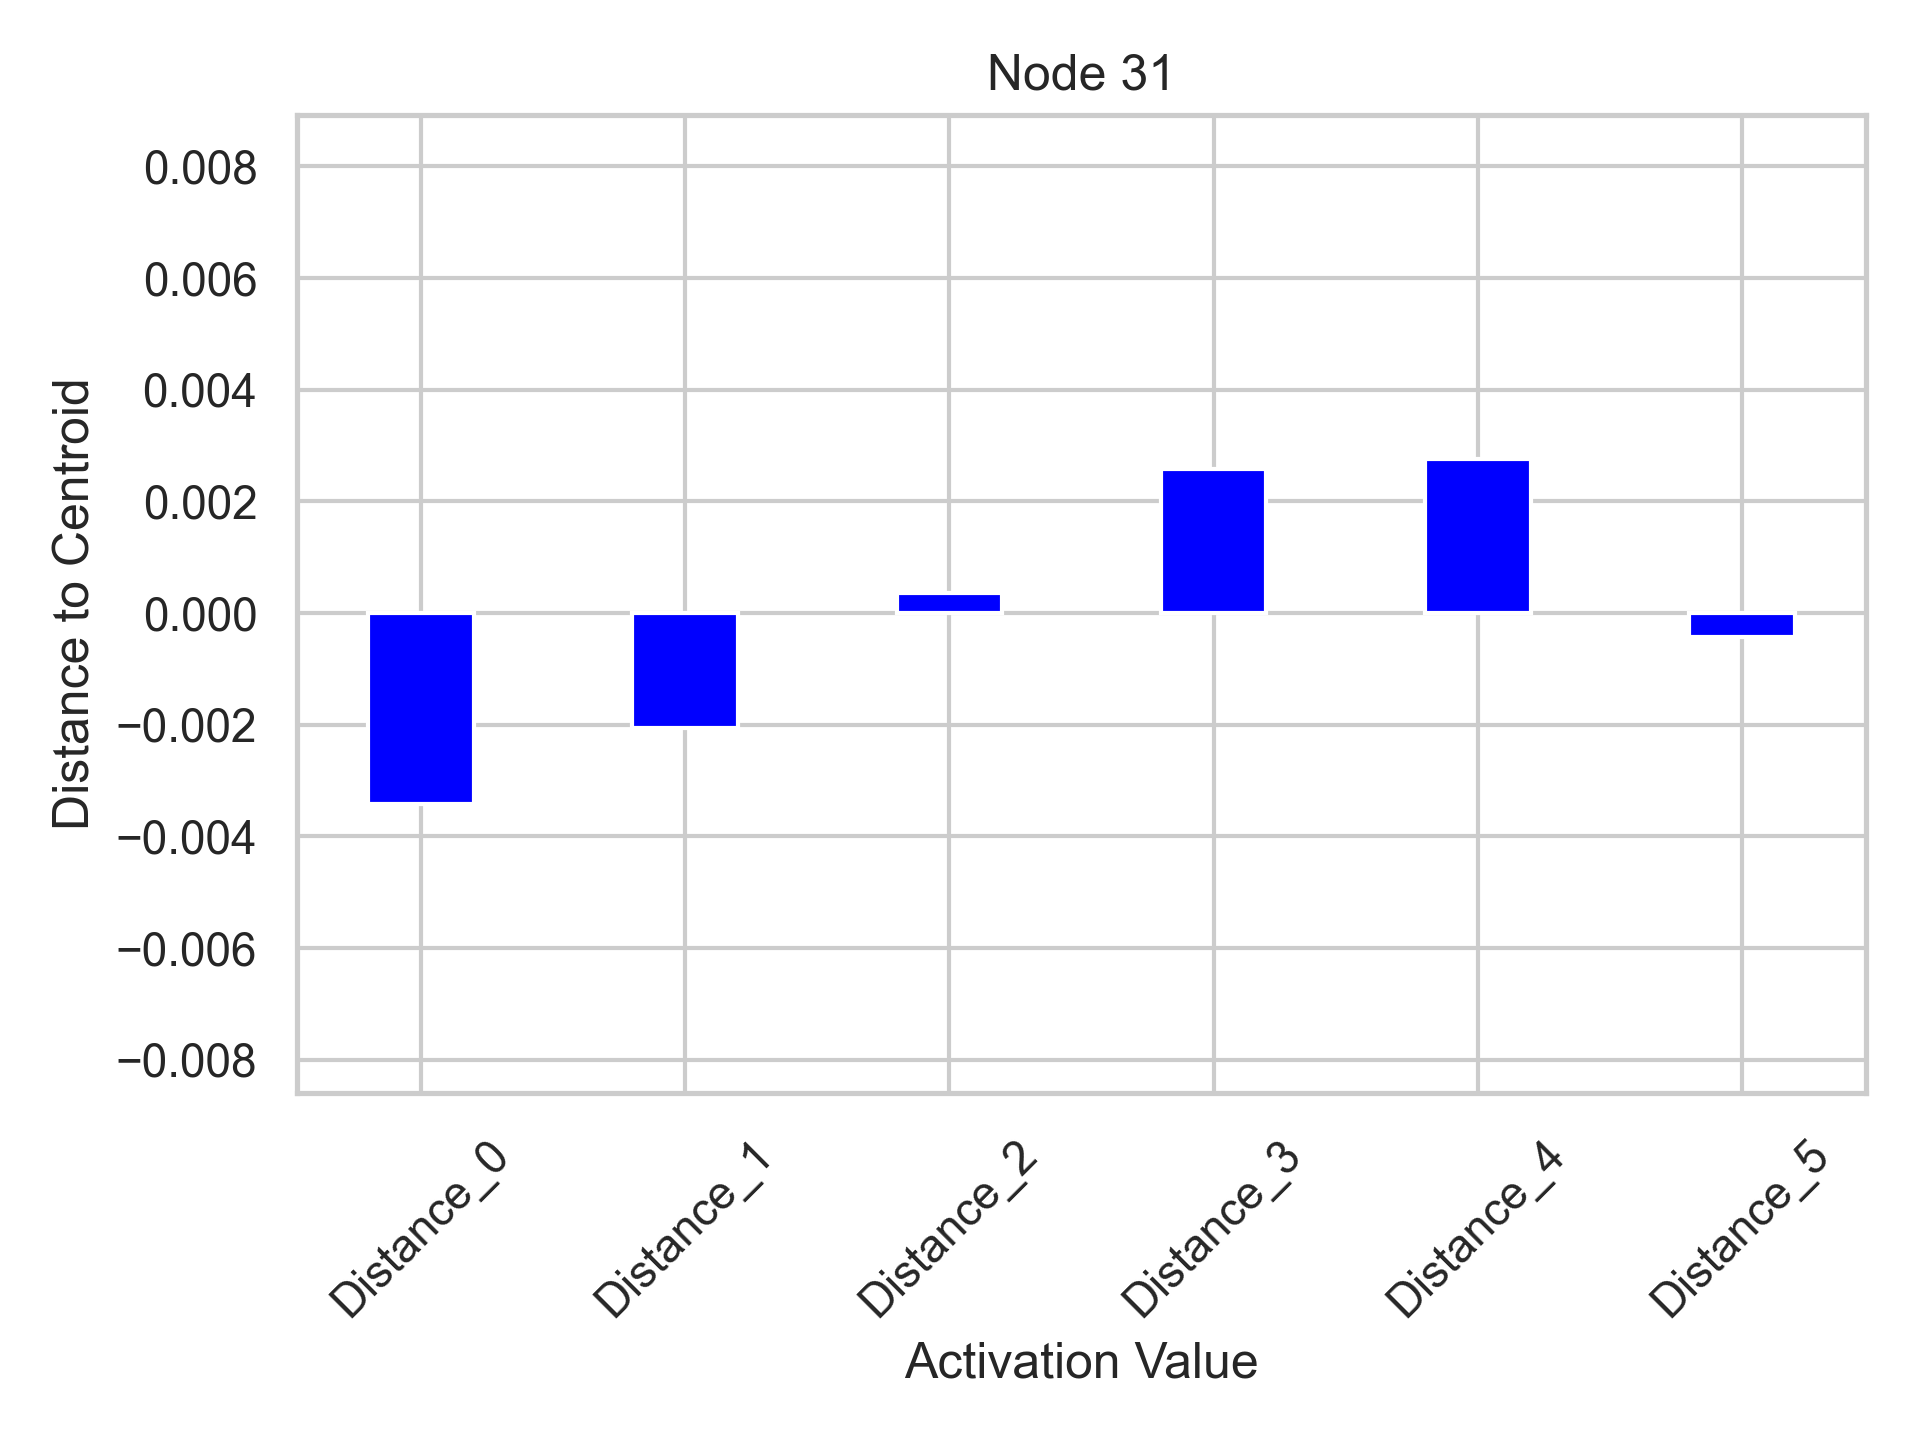 Node 31
0.008
0.006
0.004
0.002
0.000
−0.002
−0.004
−0.006
−0.008
Distance to Centroid
Distance_0
Distance_1
Distance_2
Distance_3
Distance_4
Distance_5
Activation Value